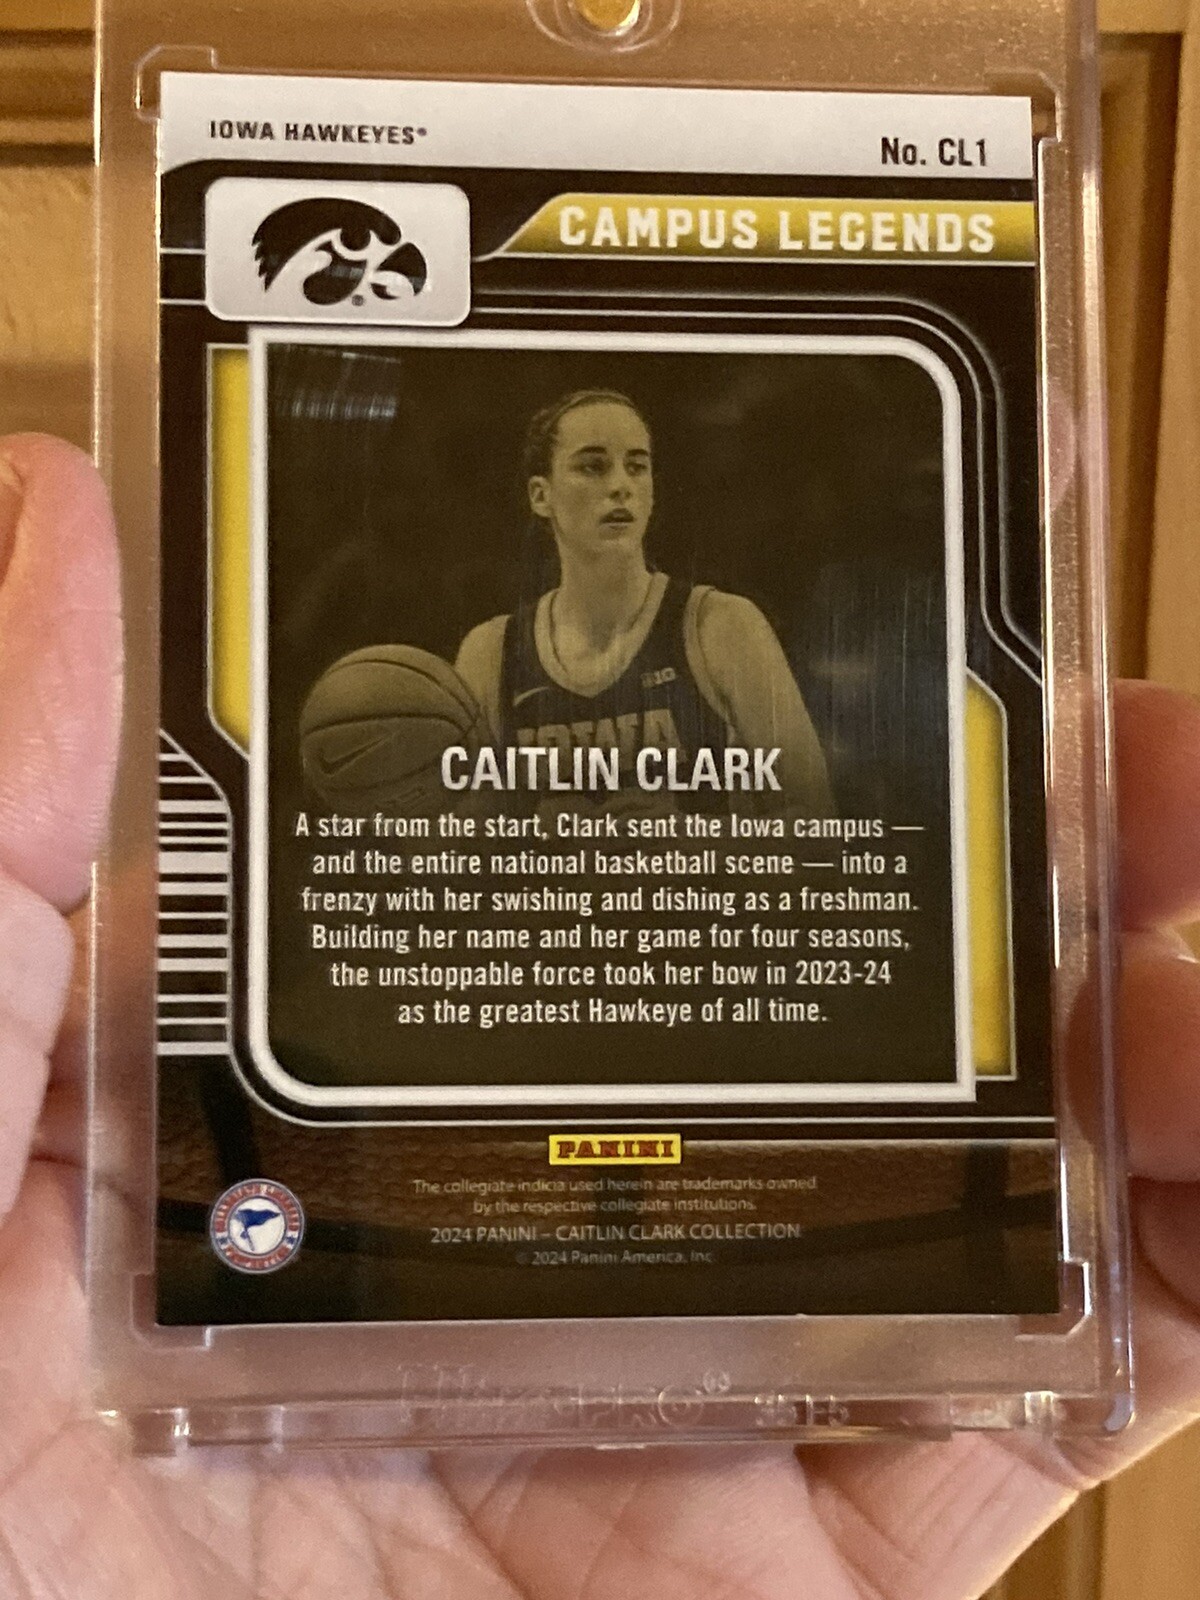 IOWA HAWKEYES®
No. CL1
CAMPUS LEGENDS
B1G
IOWA
CAITLIN CLARK
A star from the start, Clark sent the Iowa campus —
and the entire national basketball scene — into a
frenzy with her swishing and dishing as a freshman.
Building her name and her game for four seasons,
the unstoppable force took her bow in 2023-24
as the greatest Hawkeye of all time.
PANINI
The collegiate indicia used herein are trademarks owned
by the respective collegiate institutions.
2024 PANINI – CAITLIN CLARK COLLECTION
© 2024 Panini America, Inc.